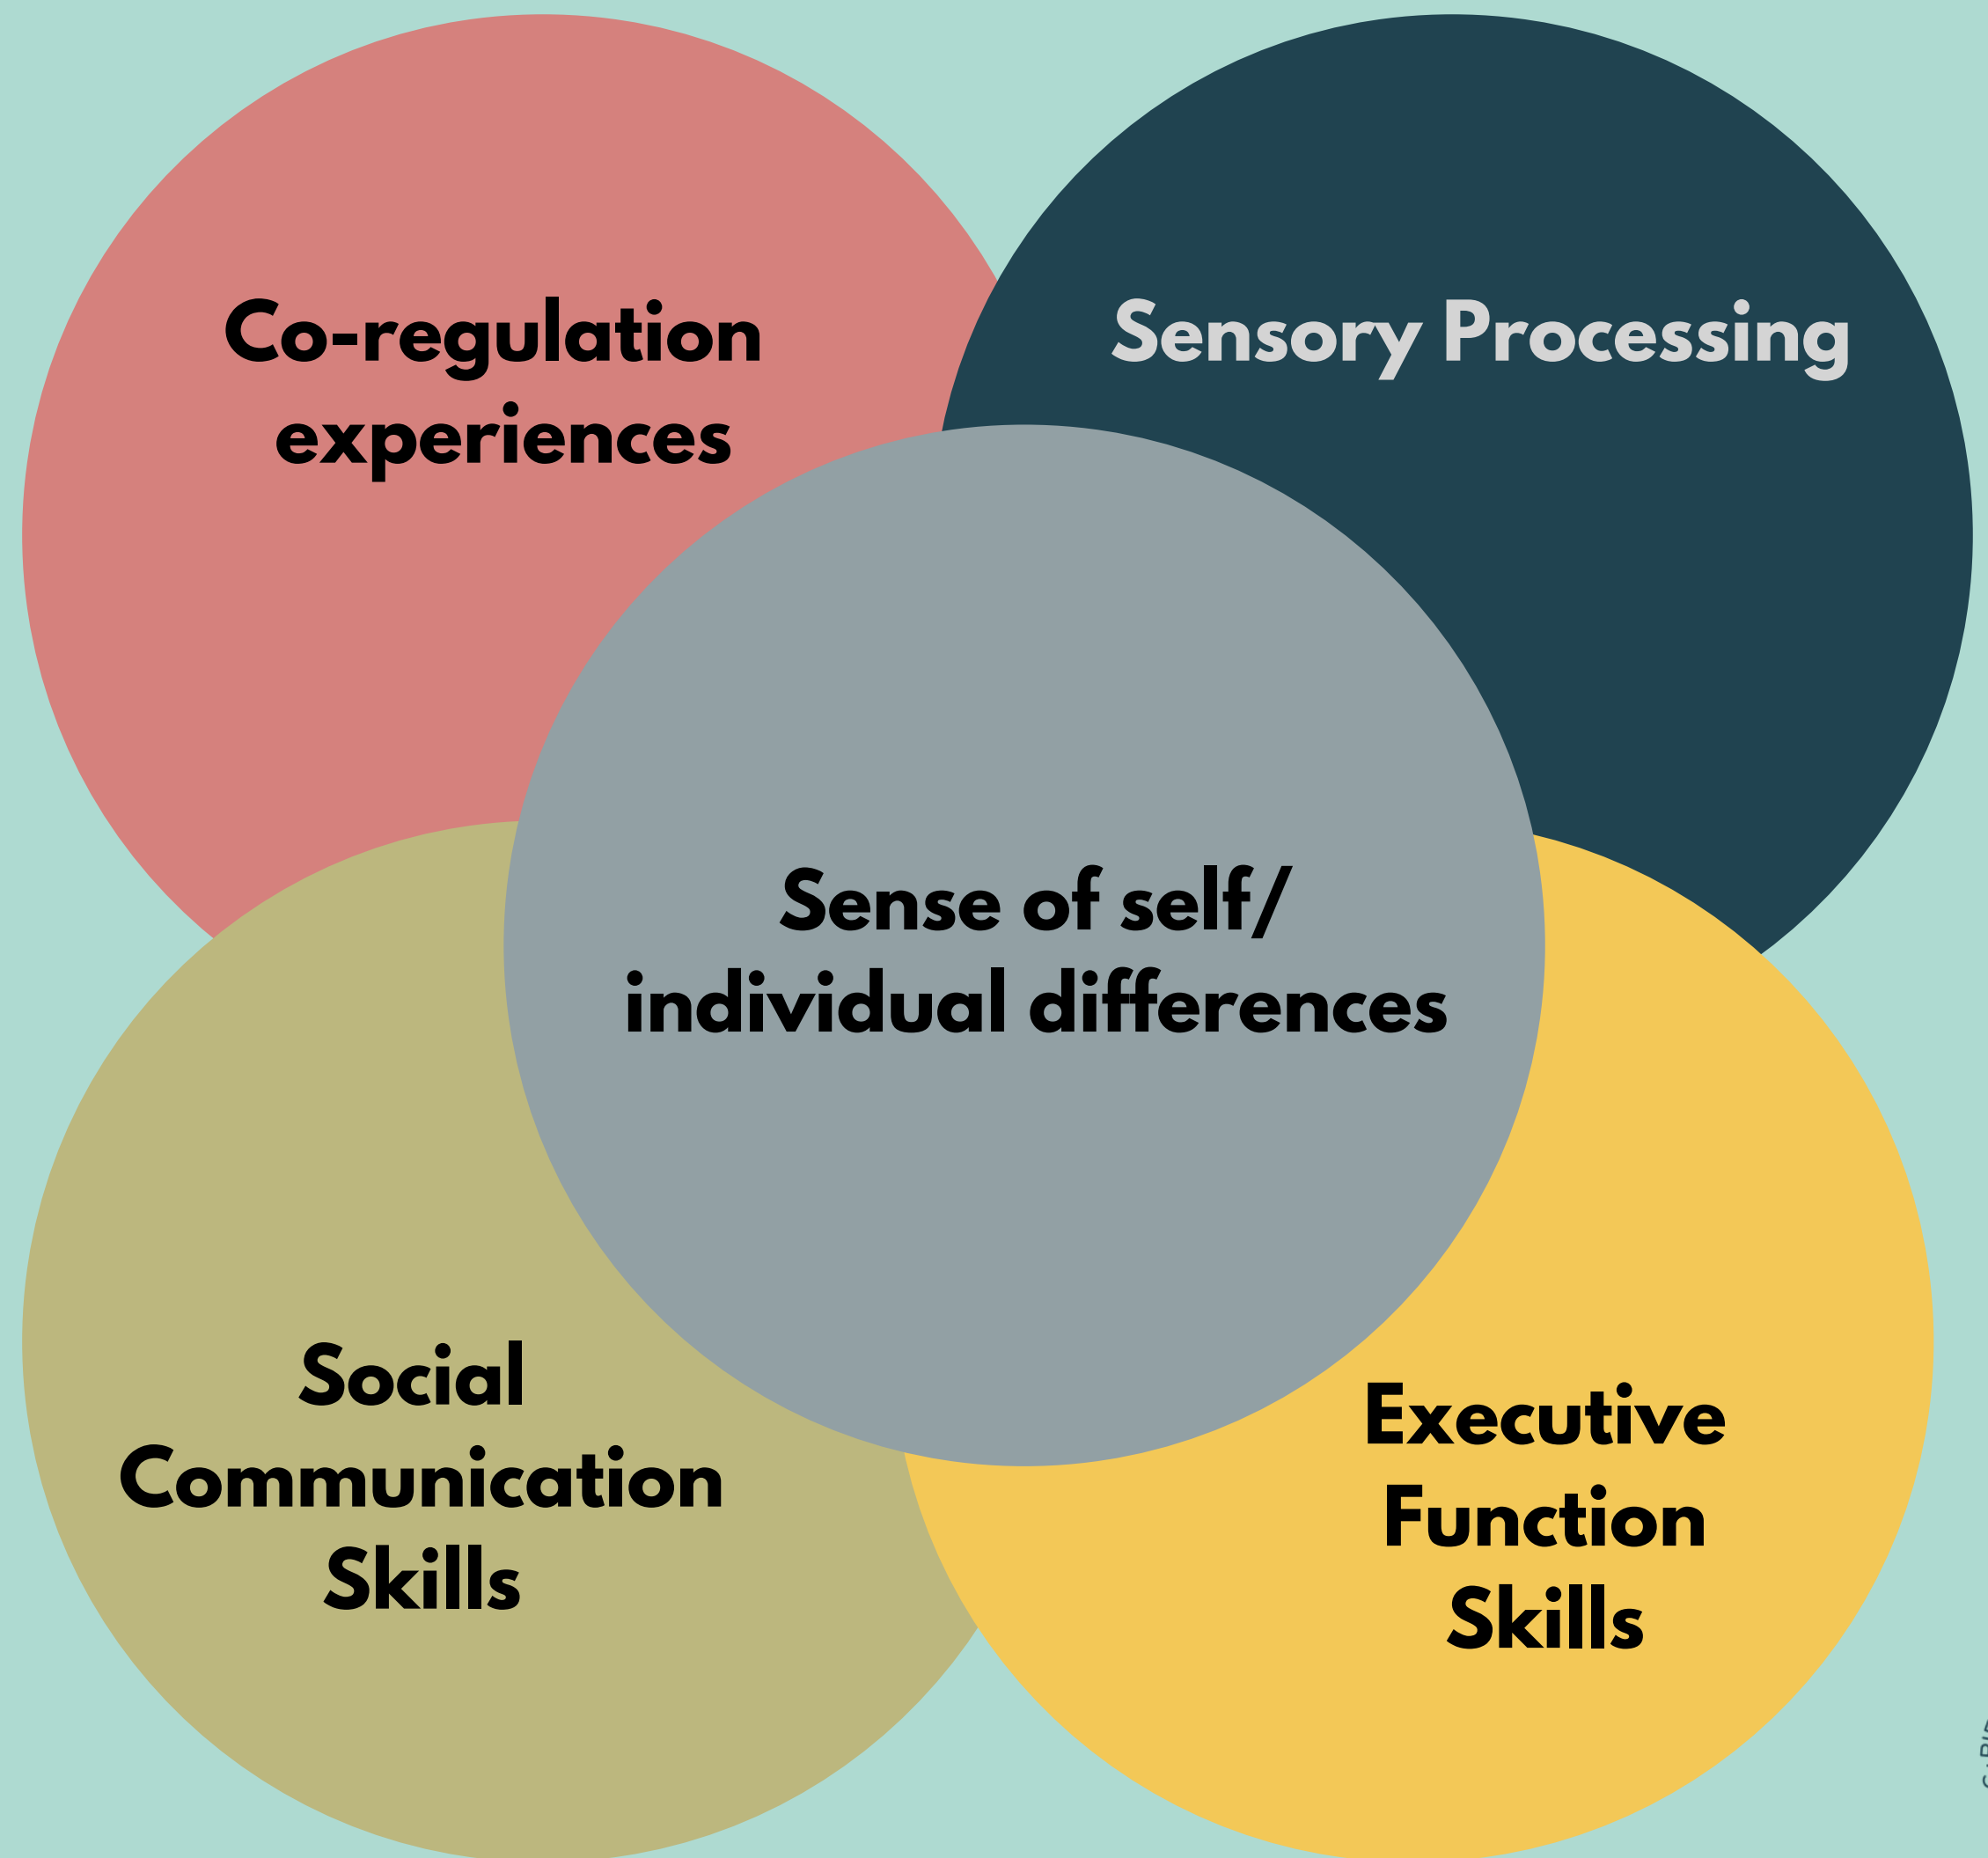 Co-regulation
experiences
Sensory Processing
Sense of self/
individual differences
Social
Communication
Skills
Executive
Function
Skills